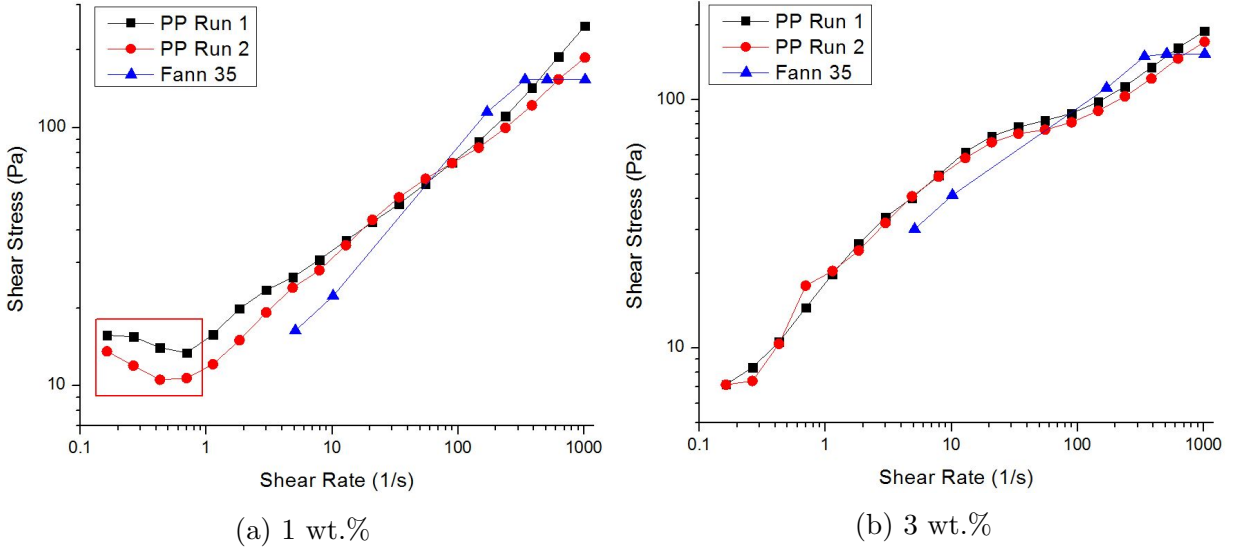 PP Run 1
PP Run 2
Fann 35
100
10
Shear Stress (Pa)
0.1 1 10 100 1000
Shear Rate (1/s)
(a) 1 wt.%
PP Run 1
PP Run 2
Fann 35
100
10
Shear Stress (Pa)
0.1 1 10 100 1000
Shear Rate (1/s)
(b) 3 wt.%